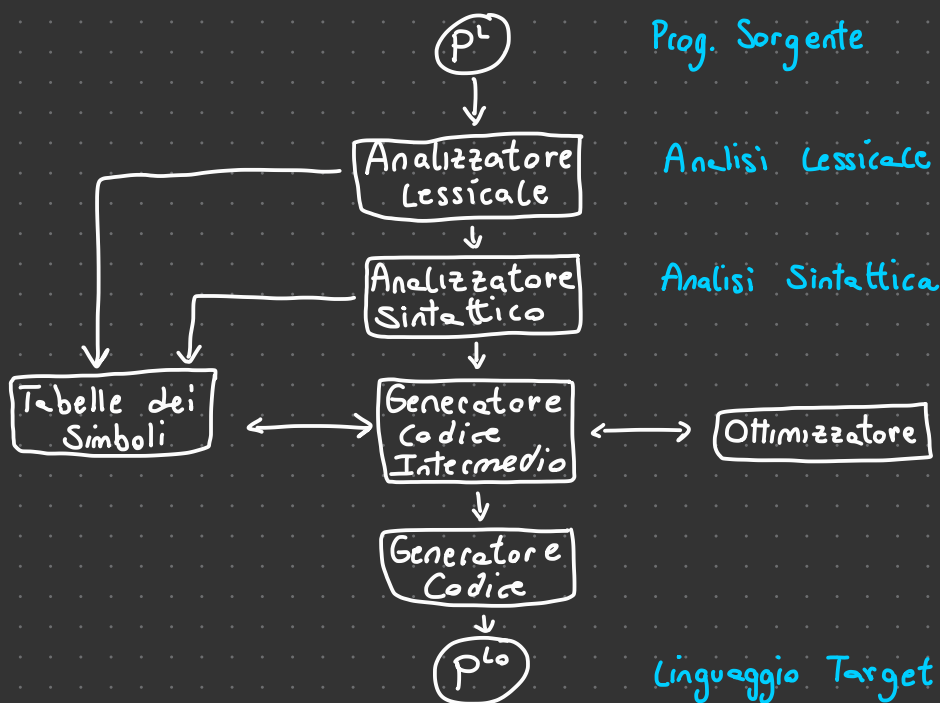 P^L
Prog. Sorgente
Analizzatore
Lessicale
Analisi Lessicale
Analizzatore
Sintattico
Analisi Sintattica
Tabelle dei
Simboli
Generatore
Codice
Intermedio
Ottimizzatore
Generatore
Codice
P^Lo
Linguaggio Target